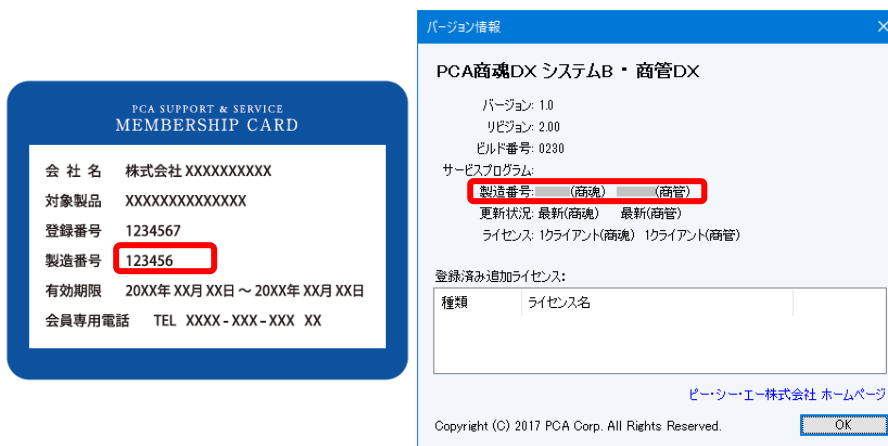 PCA SUPPORT & SERVICE
MEMBERSHIP CARD
会 社 名 株式会社 XXXXXXXXXX
対象製品 XXXXXXXXXXXXXX
登録番号 1234567
製造番号 123456
有効期限 20XX年 XX月 XX日 ～ 20XX年 XX月 XX日
会員専用電話 TEL XXXX - XXX - XXX XX
バージョン情報
PCA商魂DX システムB ・ 商管DX
バージョン: 1.0
リビジョン: 2.00
ビルド番号: 0230
サービスプログラム:
製造番号: (商魂) (商管)
更新状況: 最新(商魂) 最新(商管)
ライセンス: 1クライアント(商魂) 1クライアント(商管)
登録済み追加ライセンス:
種類 ライセンス名
ピー・シー・エー株式会社 ホームページ
Copyright (C) 2017 PCA Corp. All Rights Reserved.
OK